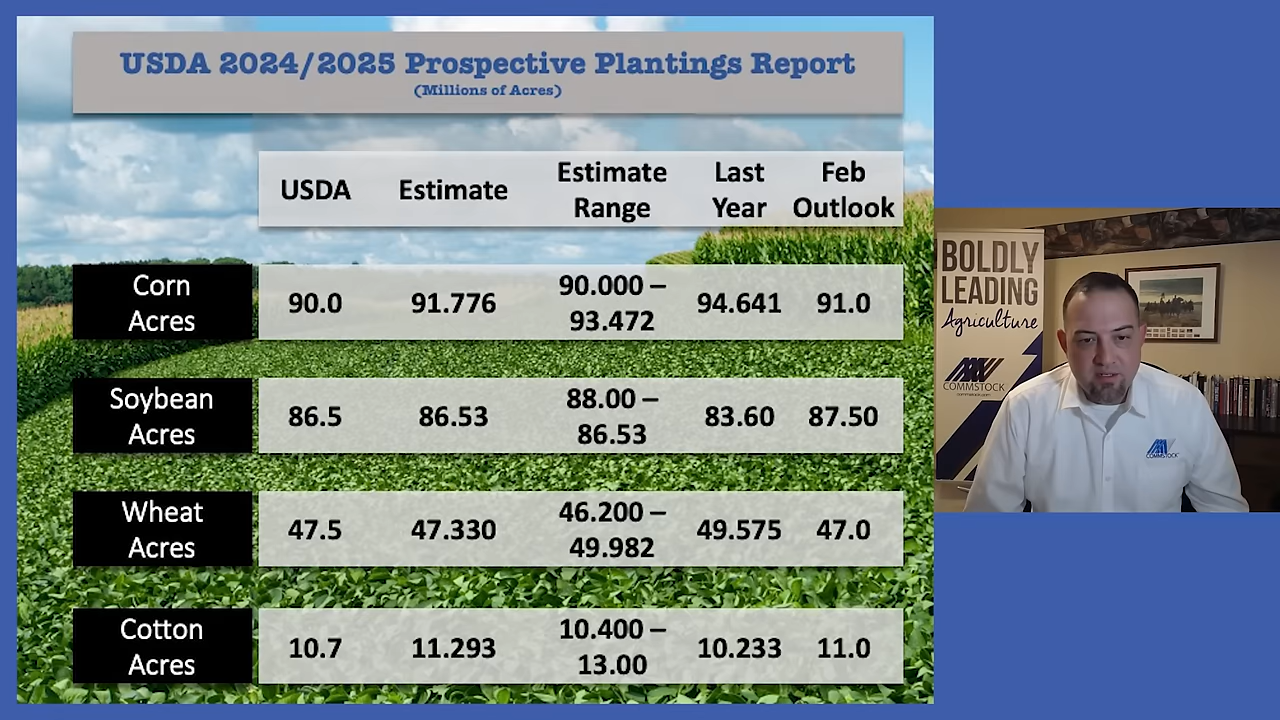 USDA 2024/2025 Prospective Plantings Report
(Millions of Acres)
USDA
Estimate
Estimate
Range
Last
Year
Feb
Outlook
Corn
Acres
90.0
91.776
90.000 –
93.472
94.641
91.0
Soybean
Acres
86.5
86.53
88.00 –
86.53
83.60
87.50
Wheat
Acres
47.5
47.330
46.200 –
49.982
49.575
47.0
Cotton
Acres
10.7
11.293
10.400 –
13.00
10.233
11.0
BOLDLY
LEADING
Agriculture
COMMSTOCK
COMMSTOCK